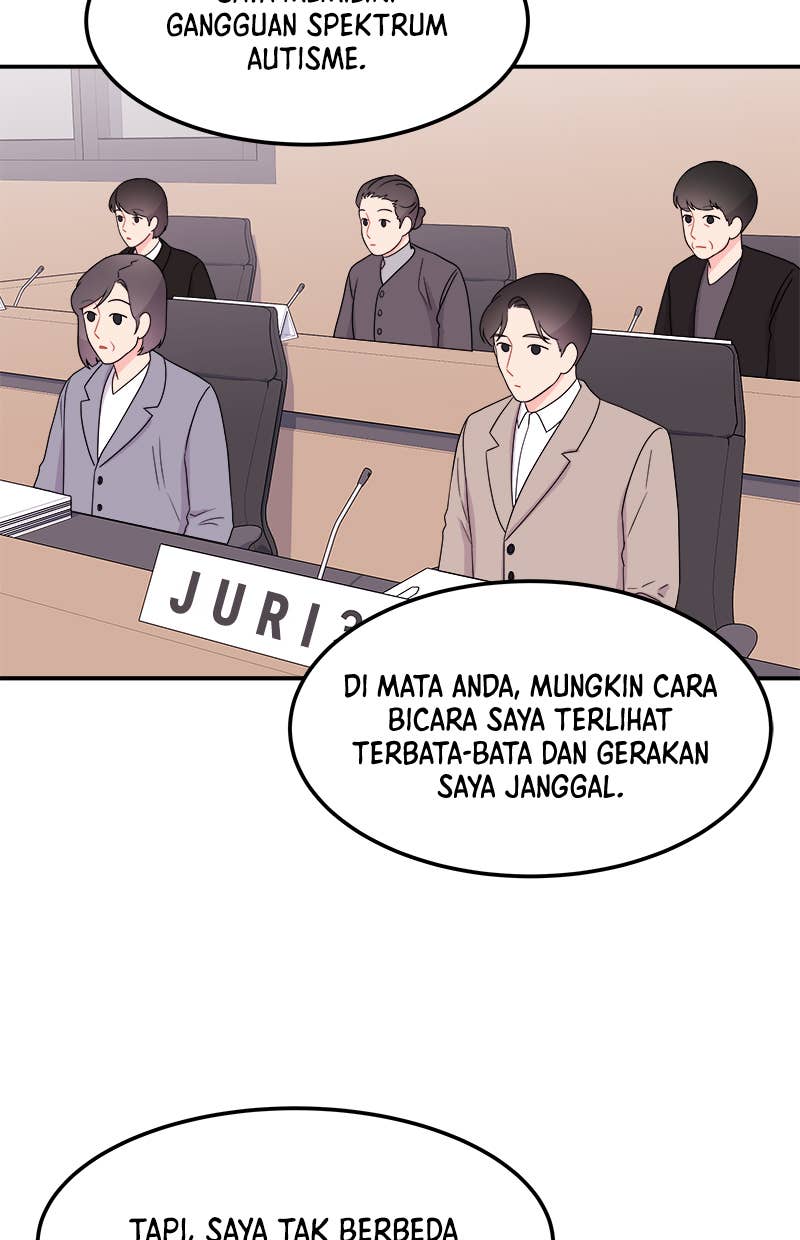 GANGGUAN SPEKTRUM
AUTISME.
JURI 3
DI MATA ANDA, MUNGKIN CARA
BICARA SAYA TERLIHAT
TERBATA-BATA DAN GERAKAN
SAYA JANGGAL.
TAPI, SAYA TAK BERBEDA